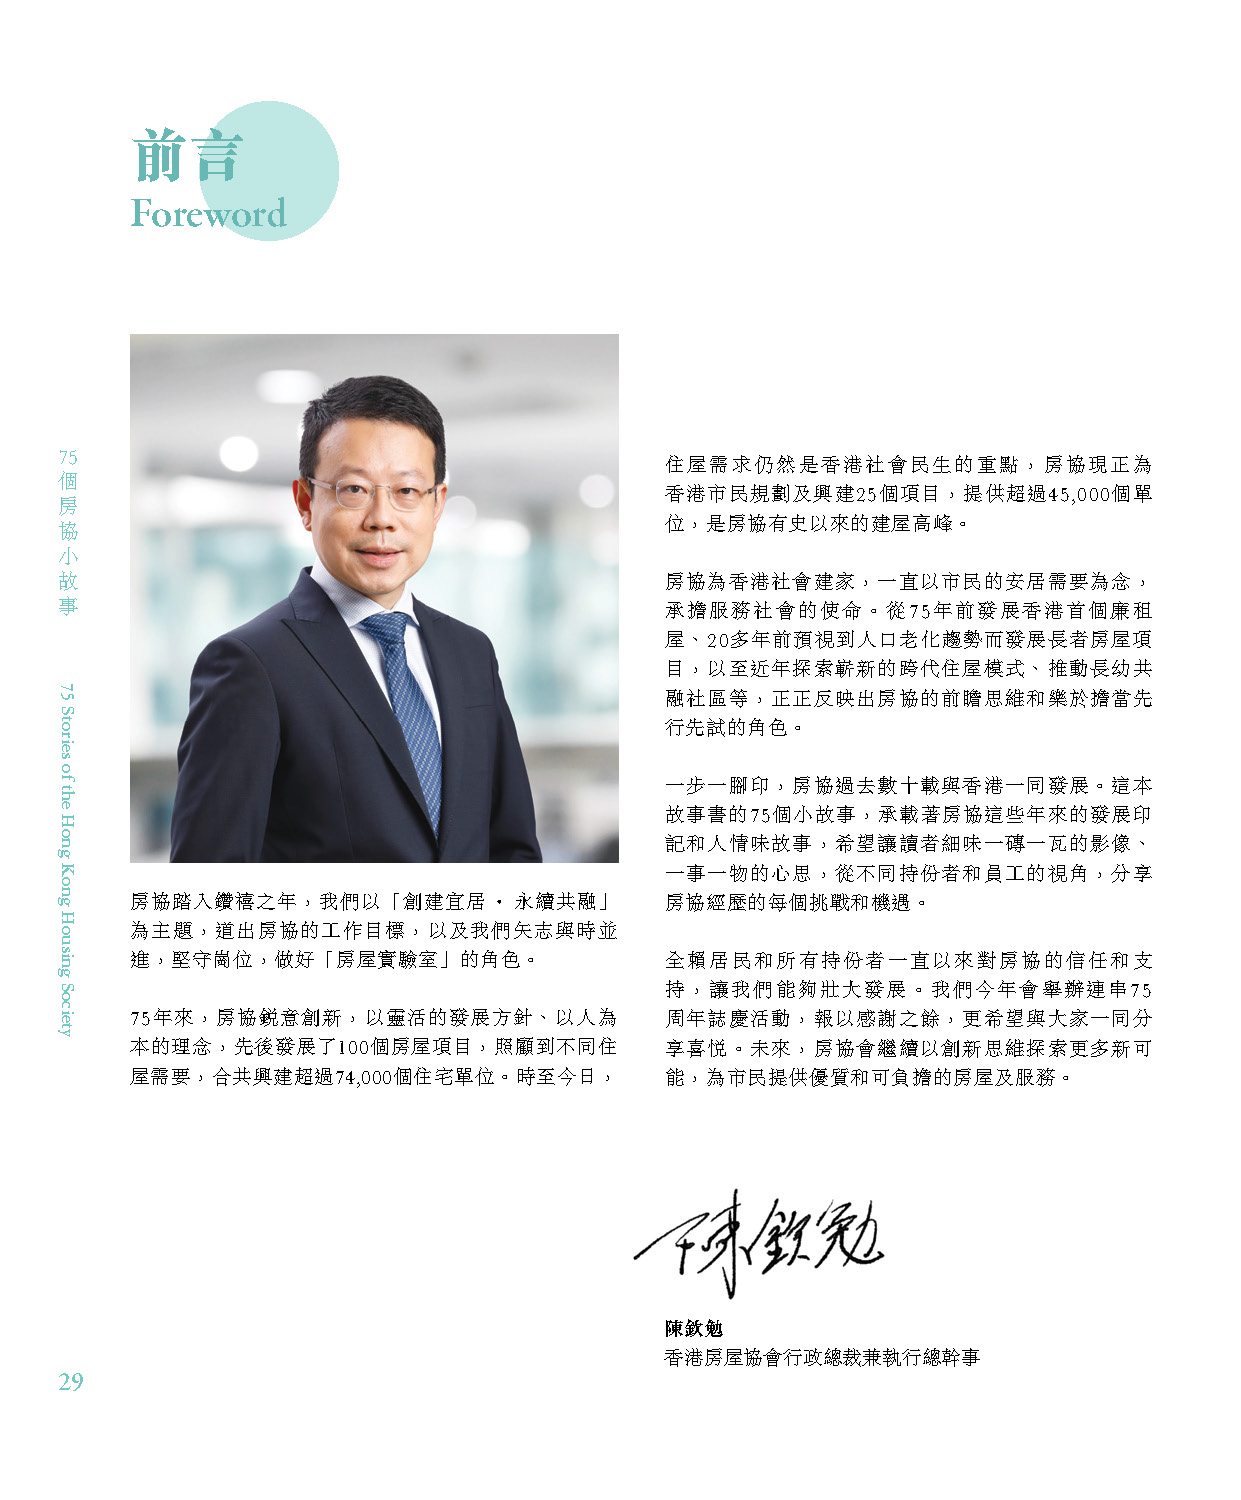 前言
Foreword
75個房協小故事
75 Stories of the Hong Kong Housing Society
房協踏入鑽禧之年，我們以「創建宜居‧永續共融」
為主題，道出房協的工作目標，以及我們矢志與時並
進，堅守崗位，做好「房屋實驗室」的角色。
75年來，房協鋭意創新，以靈活的發展方針、以人為
本的理念，先後發展了100個房屋項目，照顧到不同住
屋需要，合共興建超過74,000個住宅單位。時至今日，
住屋需求仍然是香港社會民生的重點，房協現正為
香港市民規劃及興建25個項目，提供超過45,000個單
位，是房協有史以來的建屋高峰。
房協為香港社會建家，一直以市民的安居需要為念，
承擔服務社會的使命。從75年前發展香港首個廉租
屋、20多年前預視到人口老化趨勢而發展長者房屋項
目，以至近年探索嶄新的跨代住屋模式、推動長幼共
融社區等，正正反映出房協的前瞻思維和樂於擔當先
行先試的角色。
一步一腳印，房協過去數十載與香港一同發展。這本
故事書的75個小故事，承載著房協這些年來的發展印
記和人情味故事，希望讓讀者細味一磚一瓦的影像、
一事一物的心思，從不同持份者和員工的視角，分享
房協經歷的每個挑戰和機遇。
全賴居民和所有持份者一直以來對房協的信任和支
持，讓我們能夠壯大發展。我們今年會舉辦連串75
周年誌慶活動，報以感謝之餘，更希望與大家一同分
享喜悦。未來，房協會繼續以創新思維探索更多新可
能，為市民提供優質和可負擔的房屋及服務。
陳欽勉
陳欽勉
香港房屋協會行政總裁兼執行總幹事
29